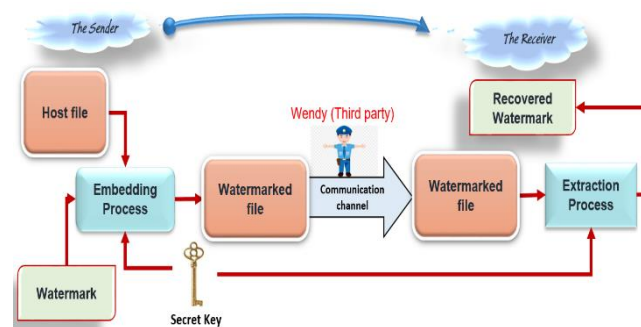 The Sender
The Receiver
Host file
Recovered
Watermark
Wendy (Third party)
Embedding
Process
Watermarked
file
Communication
channel
Watermarked
file
Extraction
Process
Watermark
Secret Key